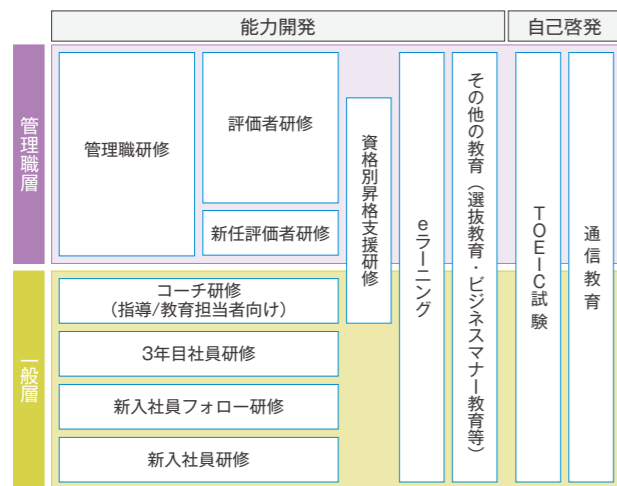 能力開発
自己啓発
管理職層
管理職研修
評価者研修
新任評価者研修
資格別昇格支援研修
eラーニング
その他の教育（選抜教育・ビジネスマナー教育等）
TOEIC試験
通信教育
一般層
コーチ研修
（指導/教育担当者向け）
3年目社員研修
新入社員フォロー研修
新入社員研修